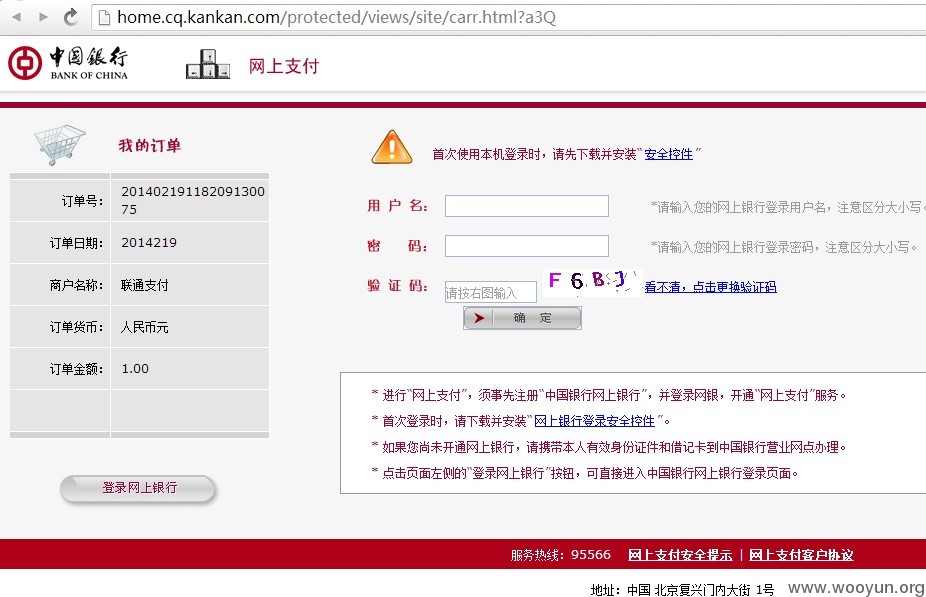 home.cq.kankan.com/protected/views/site/carr.html?a3Q
中国银行
BANK OF CHINA
网上支付
我的订单
订单号：
201402191182091300
75
订单日期：
2014219
商户名称：
联通支付
订单货币：
人民币元
订单金额：
1.00
登录网上银行
首次使用本机登录时，请先下载并安装“安全控件”
用 户 名：
*请输入您的网上银行登录用户名，注意区分大小写。
密 码：
*请输入您的网上银行登录密码，注意区分大小写。
验 证 码：
请按右图输入
F 6 B J
看不清，点击更换验证码
确 定
* 进行“网上支付”，须事先注册“中国银行网上银行”，并登录网银，开通“网上支付”服务。
* 首次登录时，请下载并安装“网上银行登录安全控件”。
* 如果您尚未开通网上银行，请携带本人有效身份证件和借记卡到中国银行营业网点办理。
* 点击页面左侧的“登录网上银行”按钮，可直接进入中国银行网上银行登录页面。
服务热线：95566 网上支付安全提示 | 网上支付客户协议
地址：中国 北京复兴门内大街 1号
www.wooyun.org